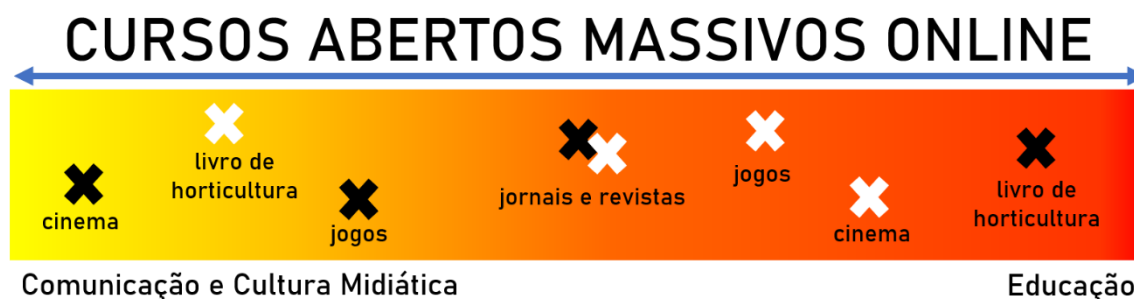 CURSOS ABERTOS MASSIVOS ONLINE
cinema
livro de
horticultura
jogos
jornais e revistas
jogos
cinema
livro de
horticultura
Comunicação e Cultura Midiática
Educação